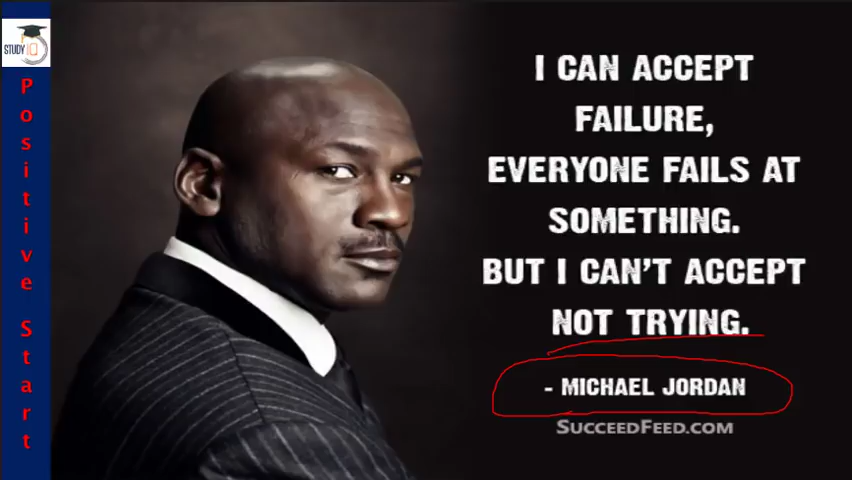 STUDY IQ
Positive Start
I CAN ACCEPT
FAILURE,
EVERYONE FAILS AT
SOMETHING.
BUT I CAN'T ACCEPT
NOT TRYING.
- MICHAEL JORDAN
SUCCEEDFEED.COM